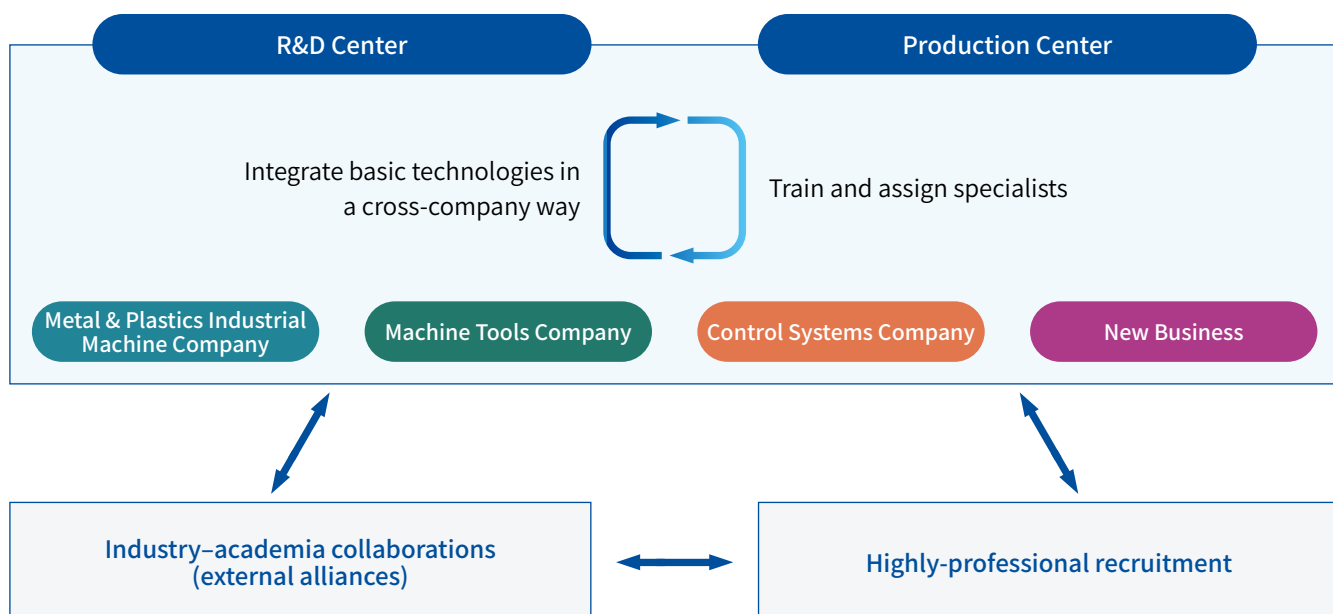 R&D Center
Production Center
Integrate basic technologies in
a cross-company way
Train and assign specialists
Metal & Plastics Industrial
Machine Company
Machine Tools Company
Control Systems Company
New Business
Industry–academia collaborations
(external alliances)
Highly-professional recruitment